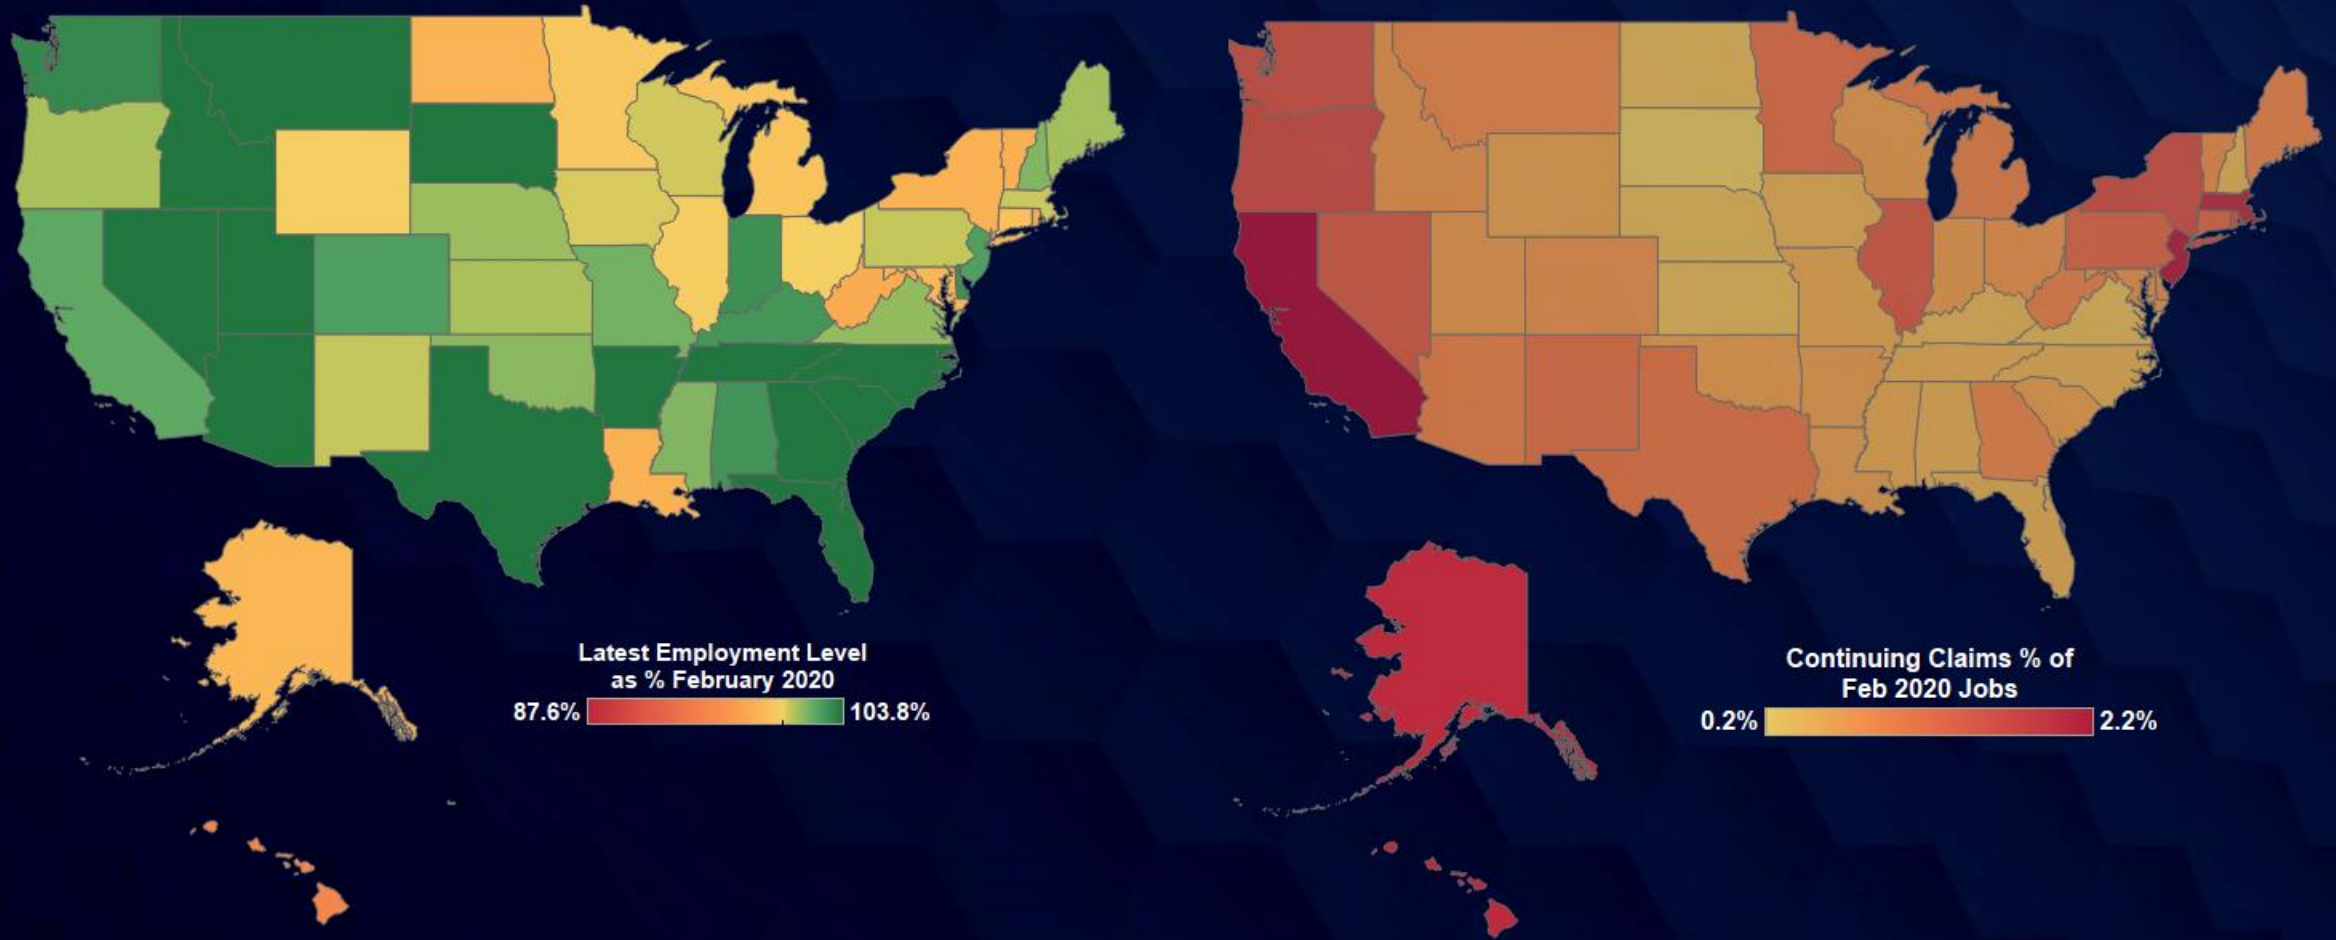 Latest Employment Level
as % February 2020
87.6% 103.8%
Continuing Claims % of
Feb 2020 Jobs
0.2% 2.2%